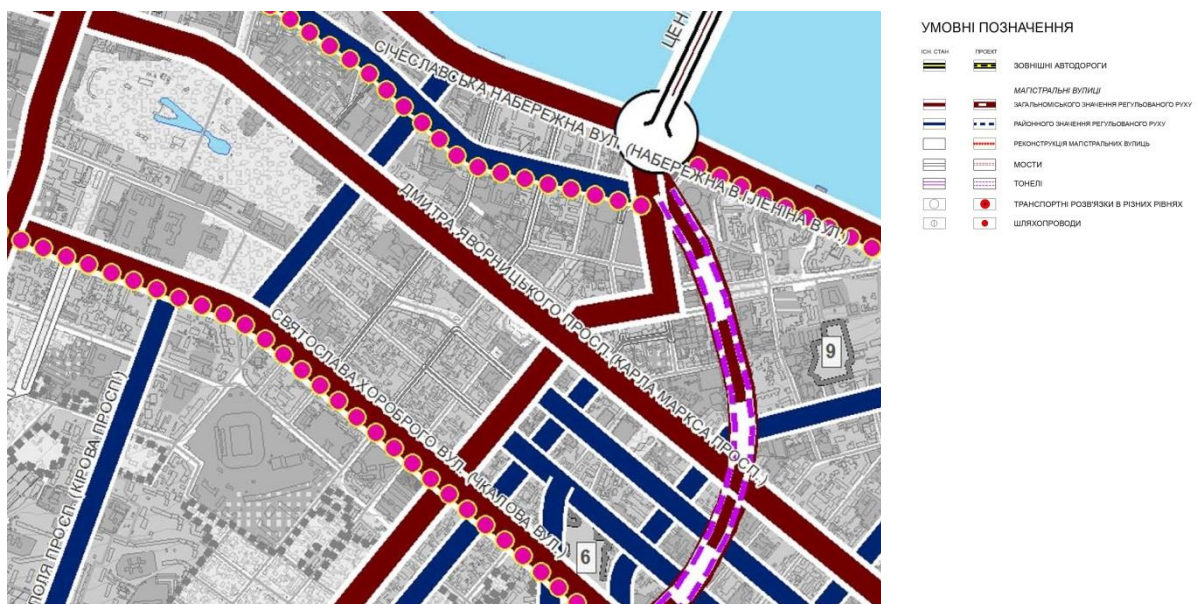 СІЧЕСЛАВСЬКА НАБЕРЕЖНА ВУЛ. (НАБЕРЕЖНА В.І.ЛЕНІНА ВУЛ.)
ЦЕН
ДМИТРА ЯВОРНИЦЬКОГО ПРОСП. (КАРЛА МАРКСА ПРОСП.)
СВЯТОСЛАВА ХОРОБРОГО ВУЛ. (ЧКАЛОВА ВУЛ.)
ПОЛЯ ПРОСП. (КІРОВА ПРОСП.)
9
6
УМОВНІ ПОЗНАЧЕННЯ
ІСН. СТАН ПРОЕКТ
ЗОВНІШНІ АВТОДОРОГИ
МАГІСТРАЛЬНІ ВУЛИЦІ
ЗАГАЛЬНОМІСЬКОГО ЗНАЧЕННЯ РЕГУЛЬОВАНОГО РУХУ
РАЙОННОГО ЗНАЧЕННЯ РЕГУЛЬОВАНОГО РУХУ
РЕКОНСТРУКЦІЯ МАГІСТРАЛЬНИХ ВУЛИЦЬ
МОСТИ
ТОНЕЛІ
ТРАНСПОРТНІ РОЗВ'ЯЗКИ В РІЗНИХ РІВНЯХ
ШЛЯХОПРОВОДИ